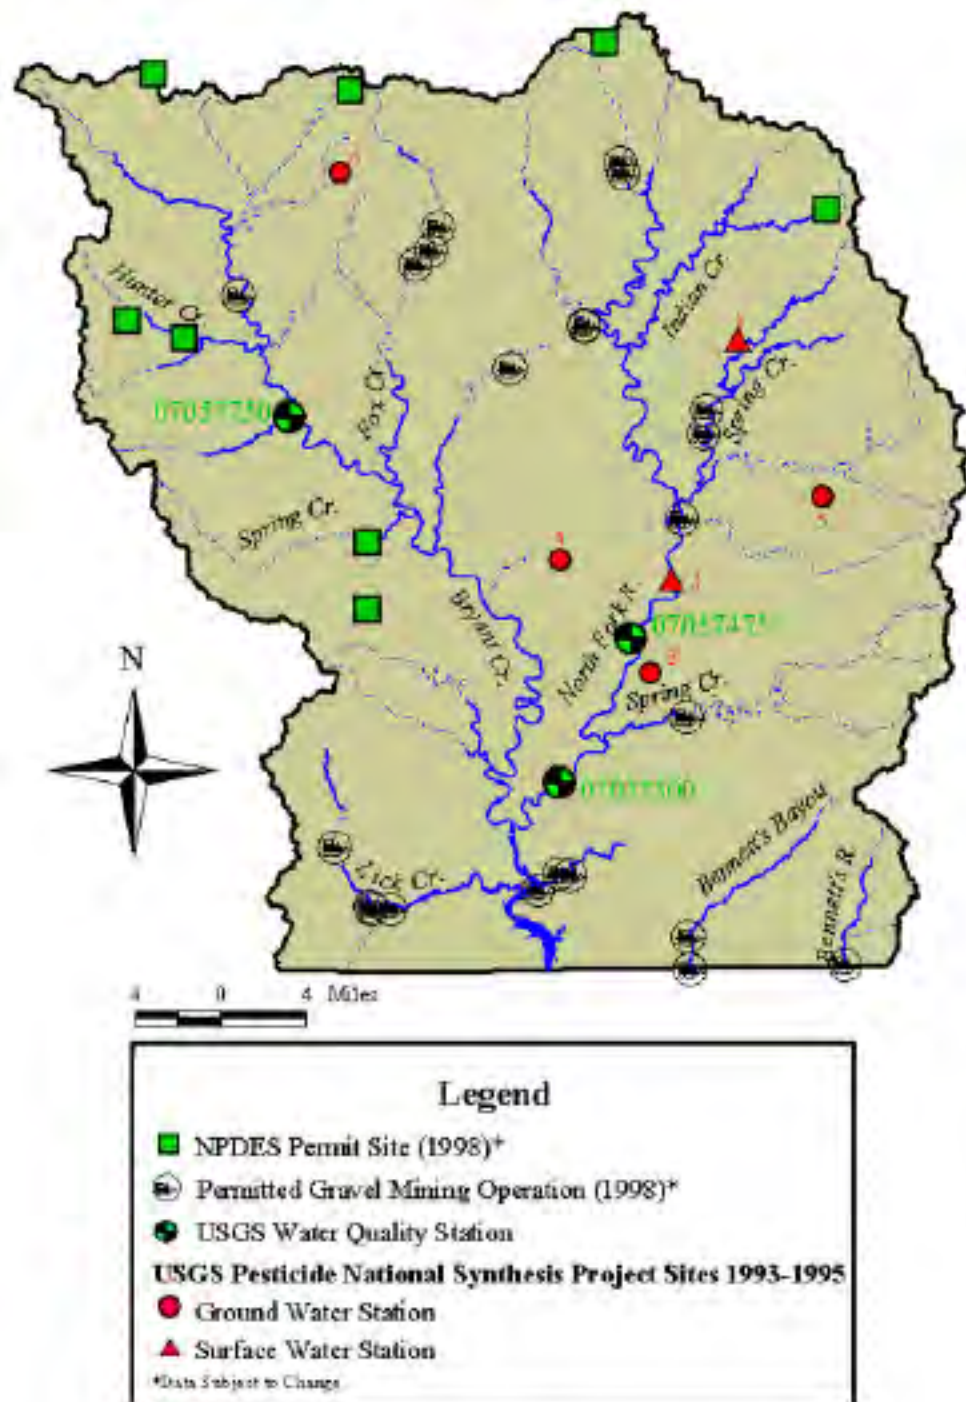 Hunter Cr.
Indian Cr.
Fox Cr.
Spring Cr.
Spring Cr.
Bryant Cr.
North Fork R.
Spring Cr.
N
Bennett's Bayou
Lick Cr.
Bennett's R.
4 0 4 Miles
Legend
NPDES Permit Site (1998)*
Permitted Gravel Mining Operation (1998)*
USGS Water Quality Station
USGS Pesticide National Synthesis Project Sites 1993-1995
Ground Water Station
Surface Water Station
*Data Subject to Change